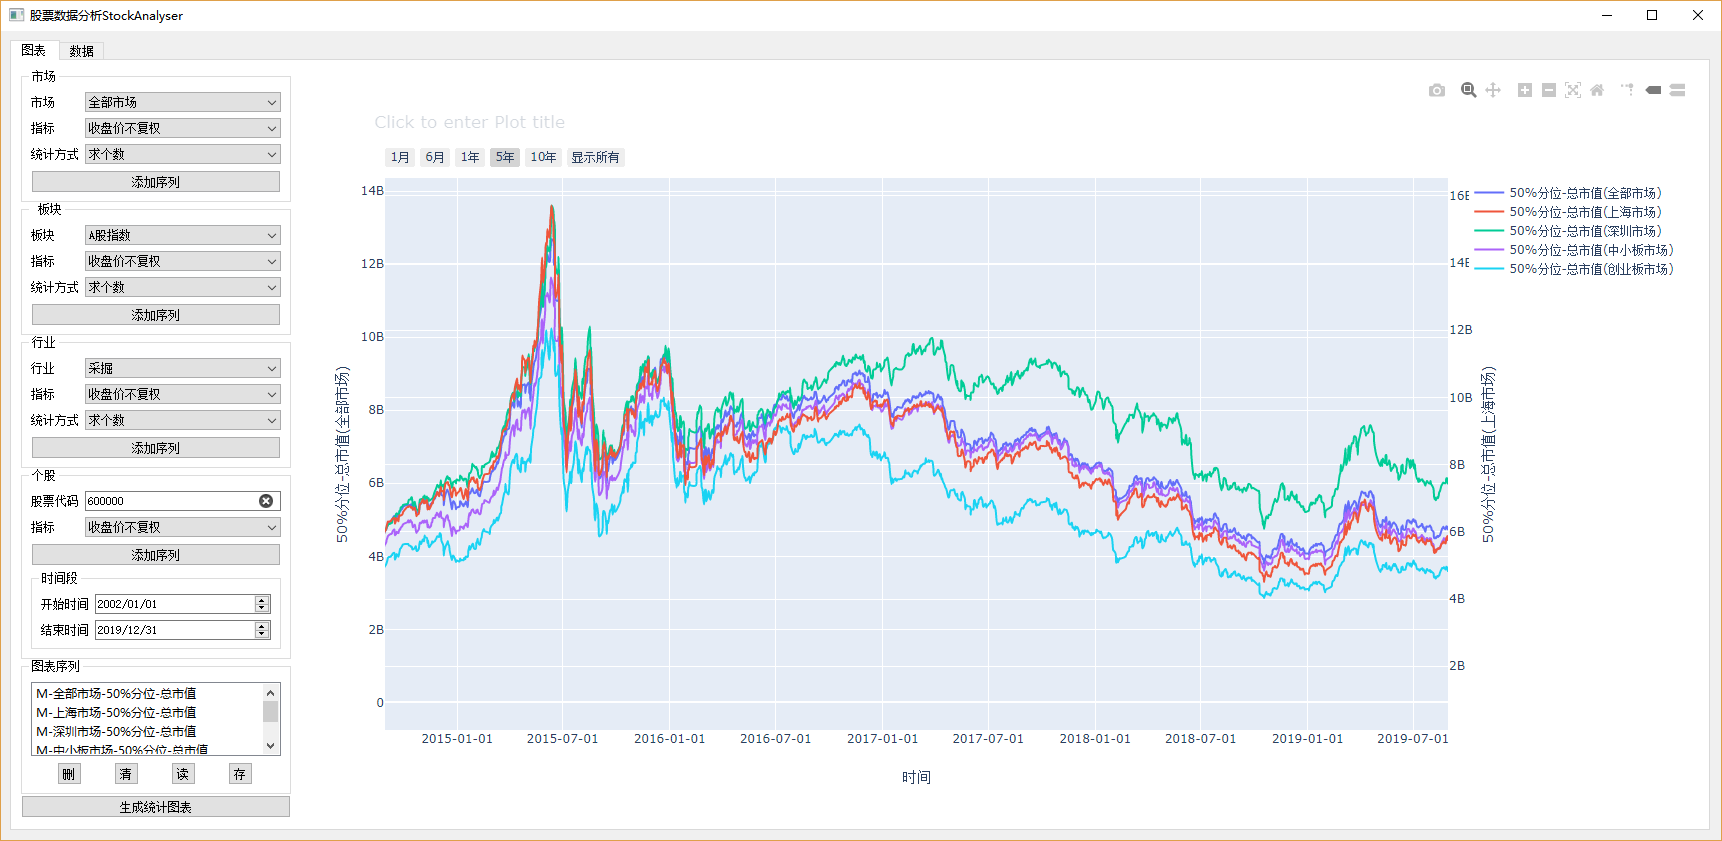 股票数据分析StockAnalyser
图表 数据
市场
市场 全部市场
指标 收盘价不复权
统计方式 求个数
添加序列
板块
板块 A股指数
指标 收盘价不复权
统计方式 求个数
添加序列
行业
行业 采掘
指标 收盘价不复权
统计方式 求个数
添加序列
个股
股票代码 600000
指标 收盘价不复权
添加序列
时间段
开始时间 2002/01/01
结束时间 2019/12/31
图表序列
M-全部市场-50%分位-总市值
M-上海市场-50%分位-总市值
M-深圳市场-50%分位-总市值
M-中小板市场-50%分位-总市值
删 清 读 存
生成统计图表
Click to enter Plot title
1月 6月 1年 5年 10年 显示所有
14B
12B
10B
8B
6B
4B
2B
0
50%分位-总市值(全部市场)
2015-01-01 2015-07-01 2016-01-01 2016-07-01 2017-01-01 2017-07-01 2018-01-01 2018-07-01 2019-01-01 2019-07-01
时间
16B
14B
12B
10B
8B
6B
4B
2B
50%分位-总市值(上海市场)
50%分位-总市值(全部市场)
50%分位-总市值(上海市场)
50%分位-总市值(深圳市场)
50%分位-总市值(中小板市场)
50%分位-总市值(创业板市场)